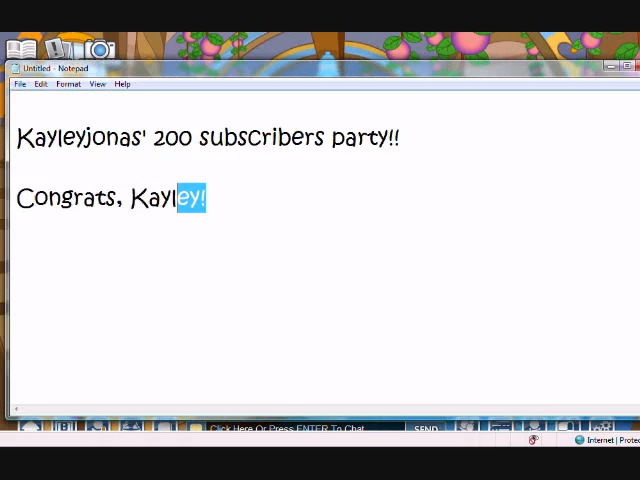 Untitled - Notepad
File Edit Format View Help
Kayleyjonas' 200 subscribers party!!
Congrats, Kayley!
Click Here Or Press ENTER To Chat SEND
Internet | Protec